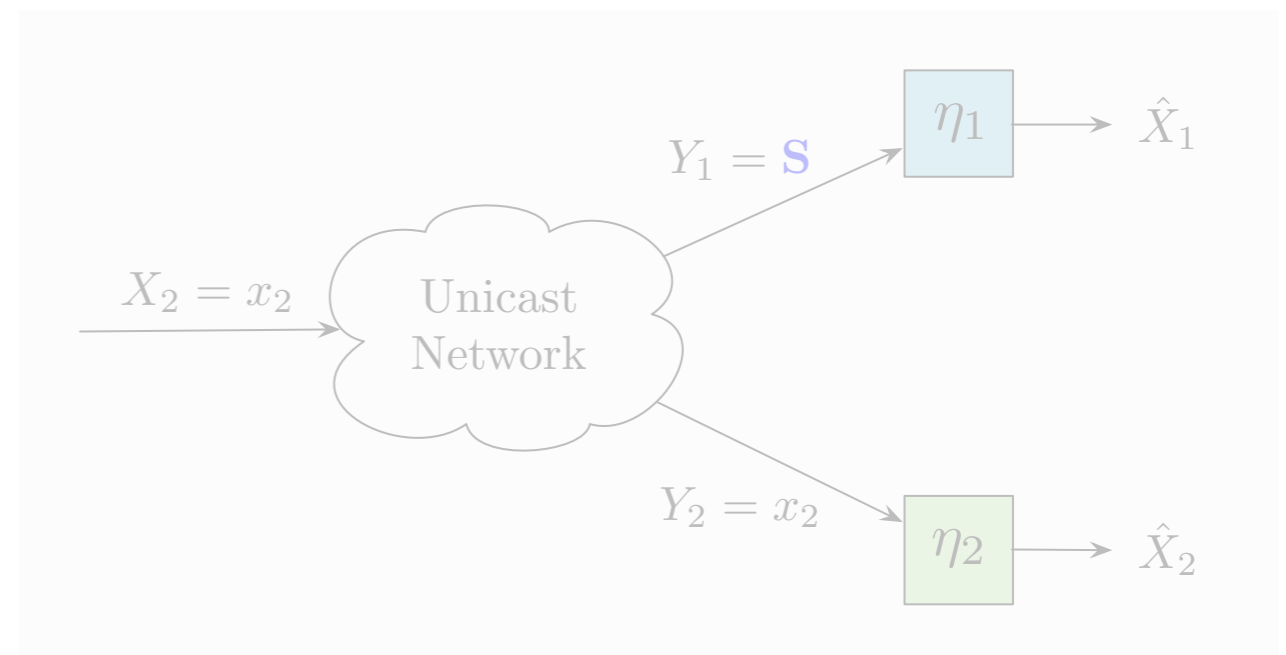 η₁
X̂₁
Y₁ = S
X₂ = x₂
Unicast
Network
Y₂ = x₂
η₂
X̂₂